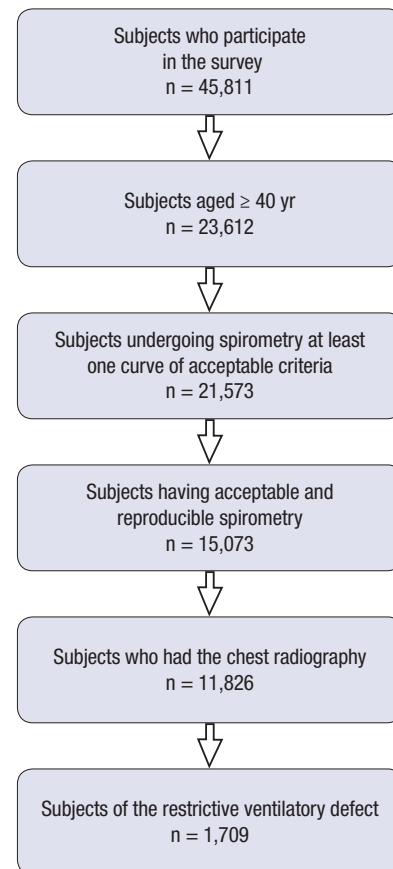 Subjects who participate
in the survey
n = 45,811
Subjects aged ≥ 40 yr
n = 23,612
Subjects undergoing spirometry at least
one curve of acceptable criteria
n = 21,573
Subjects having acceptable and
reproducible spirometry
n = 15,073
Subjects who had the chest radiography
n = 11,826
Subjects of the restrictive ventilatory defect
n = 1,709